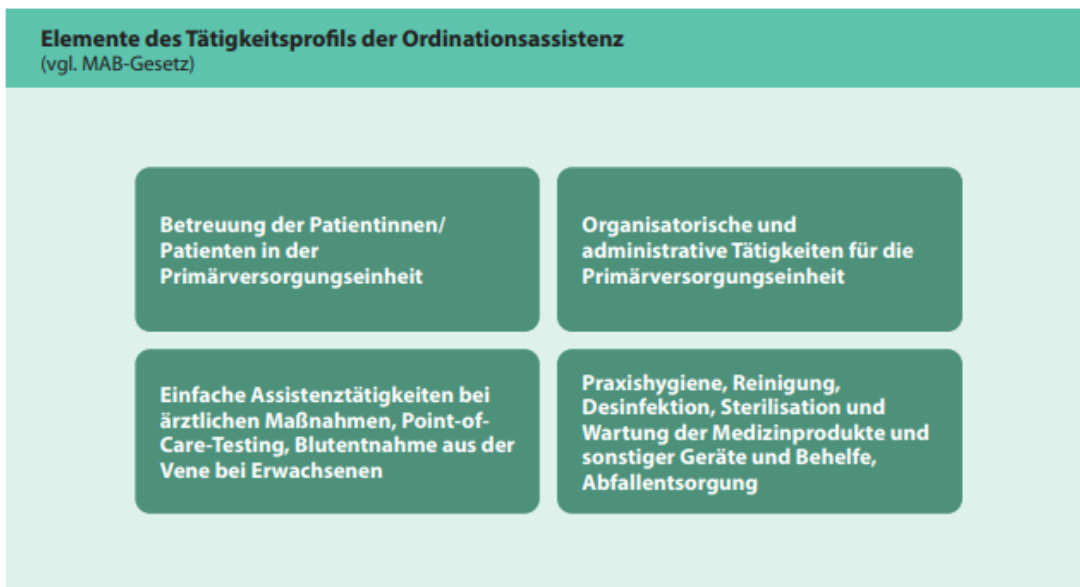 Elemente des Tätigkeitsprofils der Ordinationsassistenz
(vgl. MAB-Gesetz)
Betreuung der Patientinnen/
Patienten in der
Primärversorgungseinheit
Organisatorische und
administrative Tätigkeiten für die
Primärversorgungseinheit
Einfache Assistenztätigkeiten bei
ärztlichen Maßnahmen, Point-of-
Care-Testing, Blutentnahme aus der
Vene bei Erwachsenen
Praxishygiene, Reinigung,
Desinfektion, Sterilisation und
Wartung der Medizinprodukte und
sonstiger Geräte und Behelfe,
Abfallentsorgung